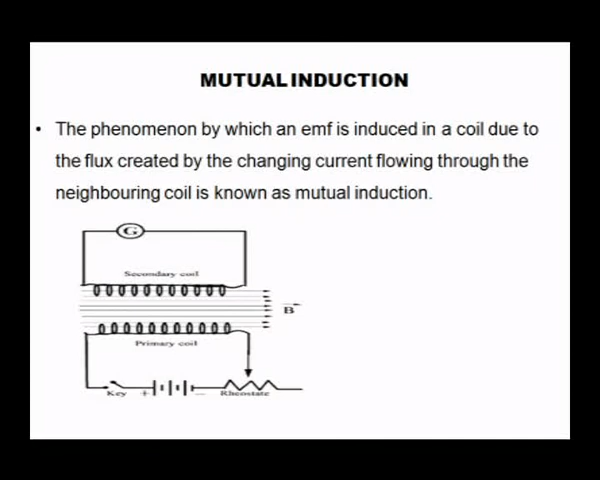 MUTUAL INDUCTION
• The phenomenon by which an emf is induced in a coil due to
the flux created by the changing current flowing through the
neighbouring coil is known as mutual induction.
G
Secondary coil
B
Primary coil
Key + − Rheostate